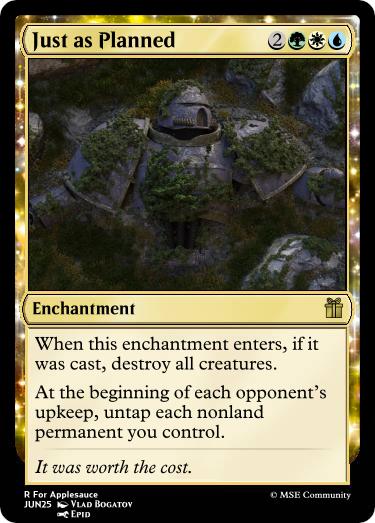 Just as Planned 2
Enchantment
When this enchantment enters, if it
was cast, destroy all creatures.
At the beginning of each opponent's
upkeep, untap each nonland
permanent you control.
It was worth the cost.
R For Applesauce
© MSE Community
JUN25 Vlad Bogatov
Epid